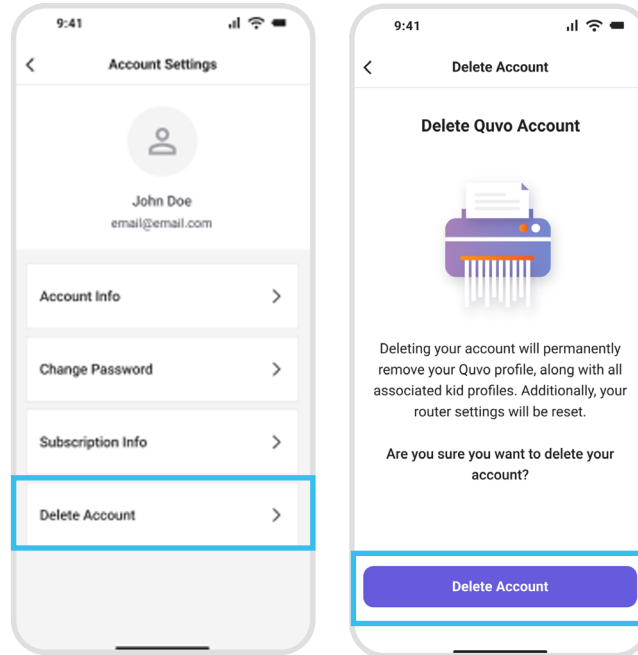 9:41
Account Settings
John Doe
email@email.com
Account Info
Change Password
Subscription Info
Delete Account
9:41
Delete Account
Delete Quvo Account
Deleting your account will permanently
remove your Quvo profile, along with all
associated kid profiles. Additionally, your
router settings will be reset.
Are you sure you want to delete your
account?
Delete Account